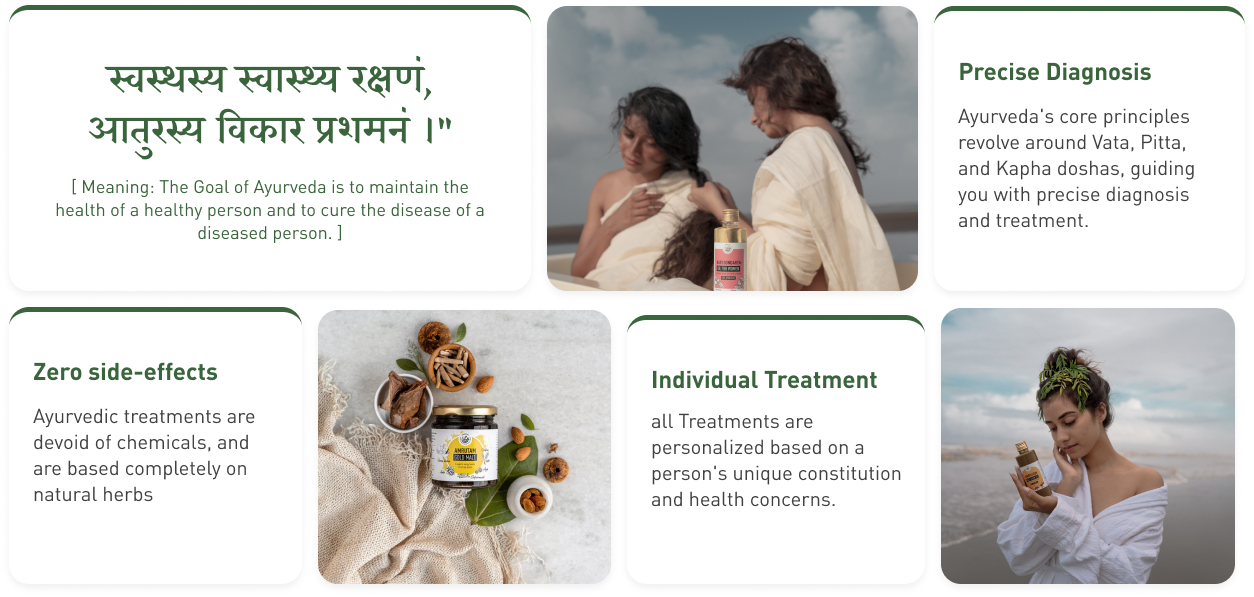 स्वस्थस्य स्वास्थ्य रक्षणं,
आतुरस्य विकार प्रशमनं ।"
[ Meaning: The Goal of Ayurveda is to maintain the
health of a healthy person and to cure the disease of a
diseased person. ]
Precise Diagnosis
Ayurveda's core principles
revolve around Vata, Pitta,
and Kapha doshas, guiding
you with precise diagnosis
and treatment.
Zero side-effects
Ayurvedic treatments are
devoid of chemicals, and
are based completely on
natural herbs
AMRUTAM
GOLD MALT
Individual Treatment
all Treatments are
personalized based on a
person's unique constitution
and health concerns.